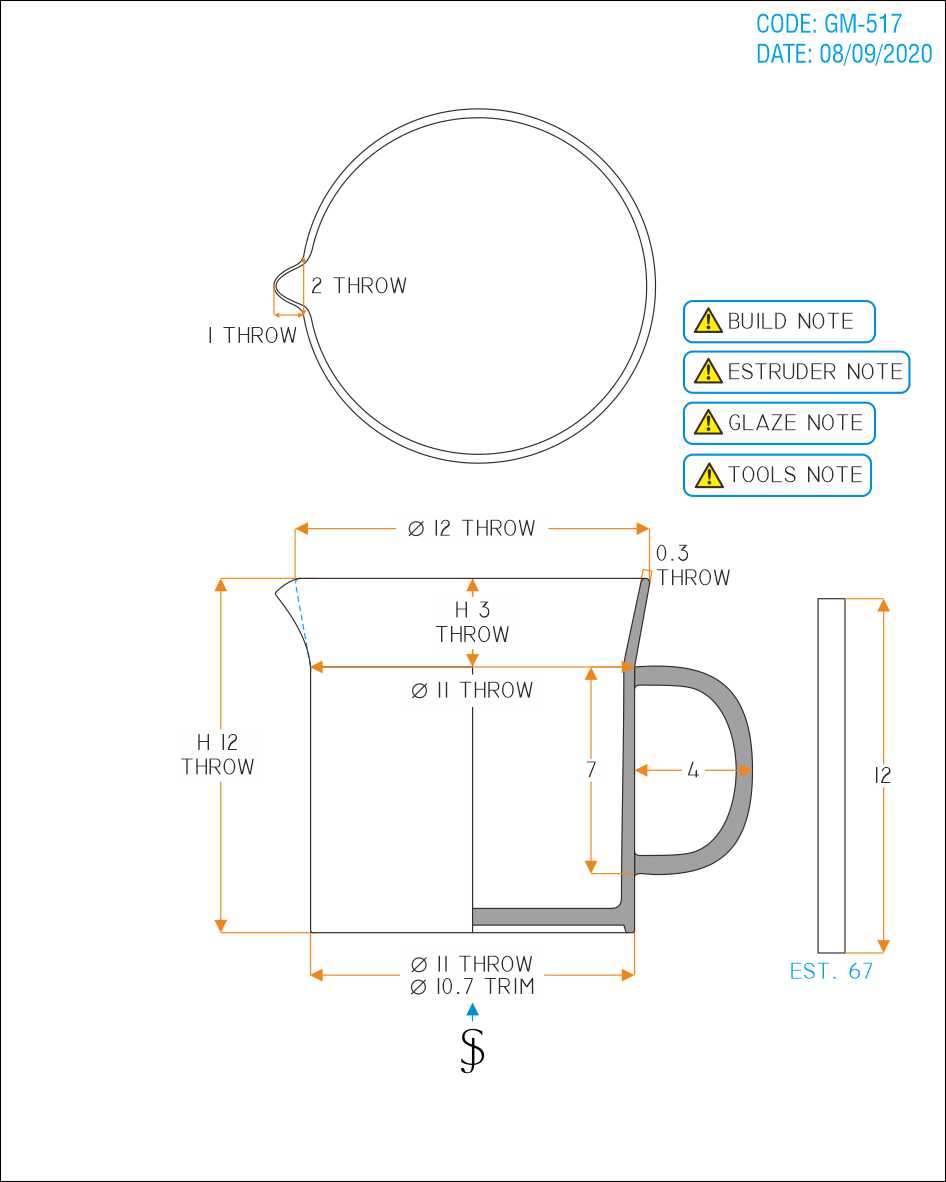 CODE: GM-517
DATE: 08/09/2020
2 THROW
1 THROW
BUILD NOTE
ESTRUDER NOTE
GLAZE NOTE
TOOLS NOTE
Ø 12 THROW
0.3
THROW
H 3
THROW
Ø 11 THROW
H 12
THROW
7
4
12
Ø 11 THROW
Ø 10.7 TRIM
EST. 67